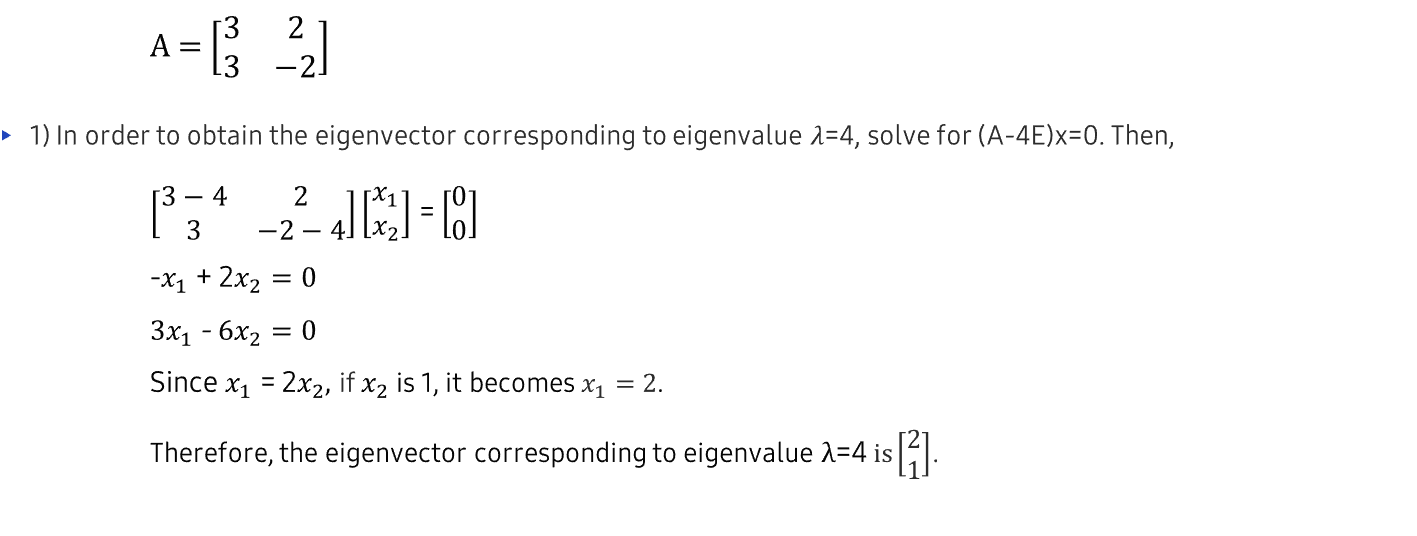 A = [3 2
3 −2]
▶ 1) In order to obtain the eigenvector corresponding to eigenvalue λ=4, solve for (A-4E)x=0. Then,
[3 − 4 2
3 −2 − 4] [x₁
x₂] = [0
0]
-x₁ + 2x₂ = 0
3x₁ - 6x₂ = 0
Since x₁ = 2x₂, if x₂ is 1, it becomes x₁ = 2.
Therefore, the eigenvector corresponding to eigenvalue λ=4 is [2
1].